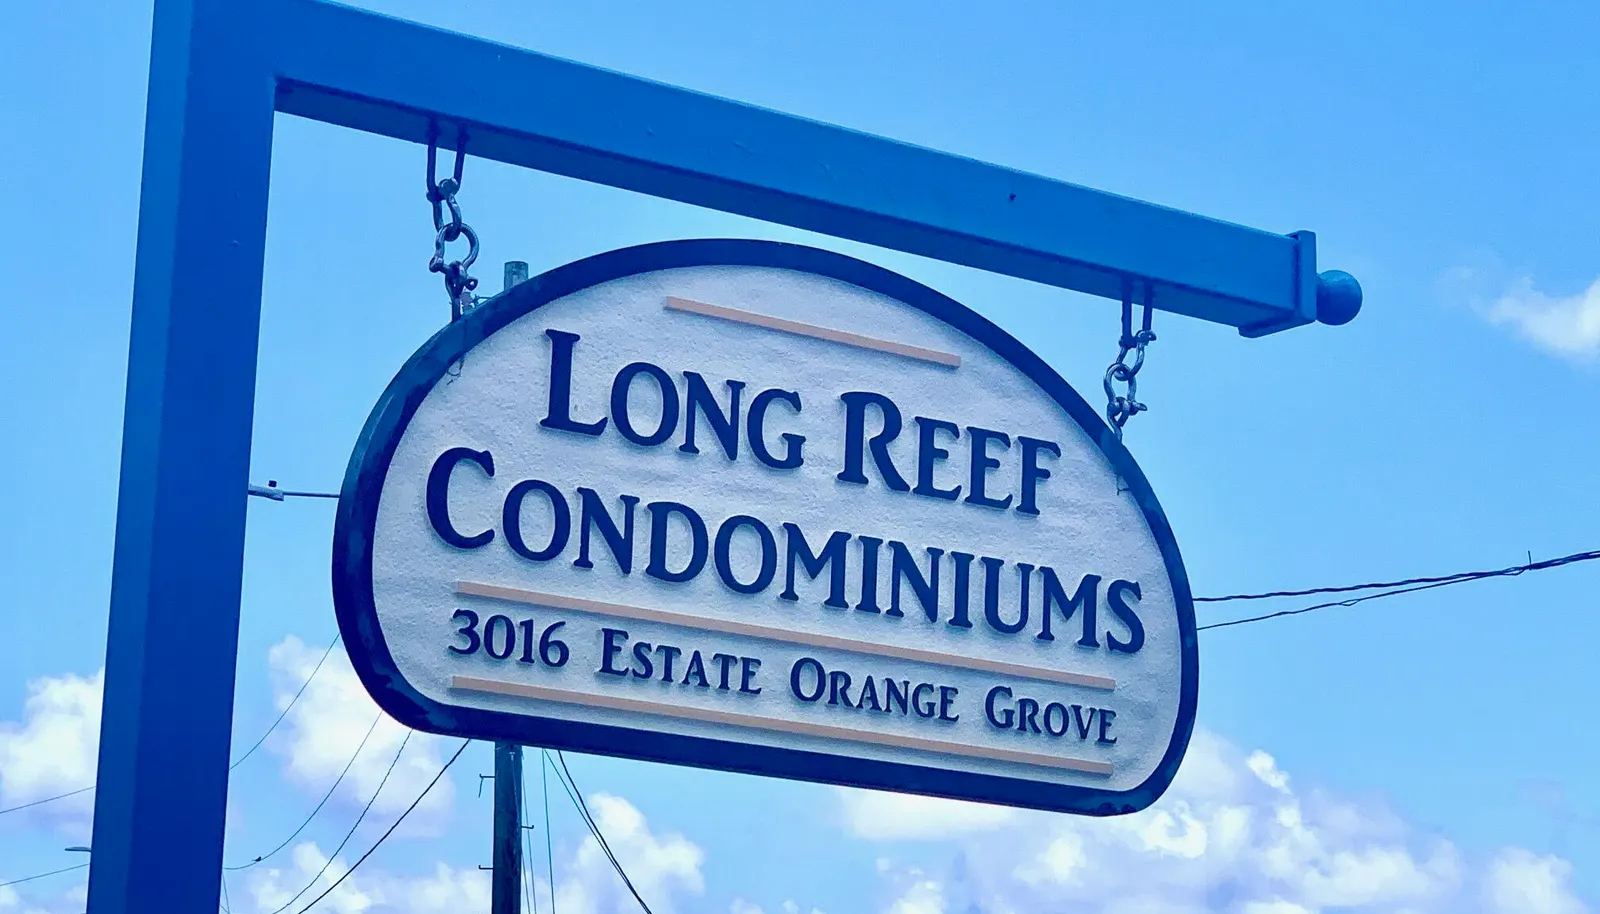 Long Reef
Condominiums
3016 Estate Orange Grove